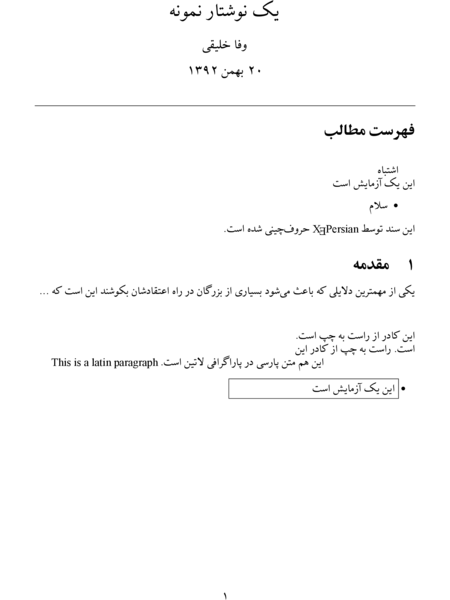 یک نوشتار نمونه
وفا خلیقی
۲۰ بهمن ۱۳۹۲
فهرست مطالب
اشتباه
این یک آزمایش است
• سلام
این سند توسط XƎPersian حروف‌چینی شده است.
۱ مقدمه
یکی از مهمترین دلایلی که باعث می‌شود بسیاری از بزرگان در راه اعتقادشان بکوشند این است که ...
این کادر از راست به چپ است.
است. راست به چپ از کادر این
This is a latin paragraph این هم متن پارسی در پاراگرافی لاتین است.
• این یک آزمایش است
۱